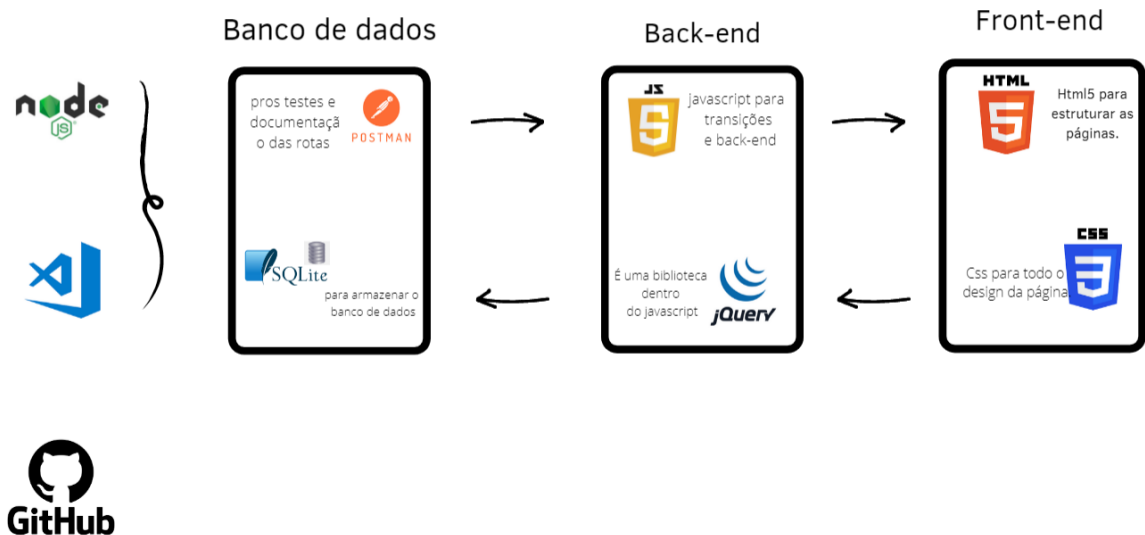 Banco de dados
Back-end
Front-end
node
JS
pros testes e
documentaçã
o das rotas
POSTMAN
SQLite
para armazenar o
banco de dados
JS
javascript para
transições
e back-end
É uma biblioteca
dentro
do javascript
jQuery
HTML
5
Html5 para
estruturar as
páginas.
CSS
3
Css para todo o
design da página.
GitHub